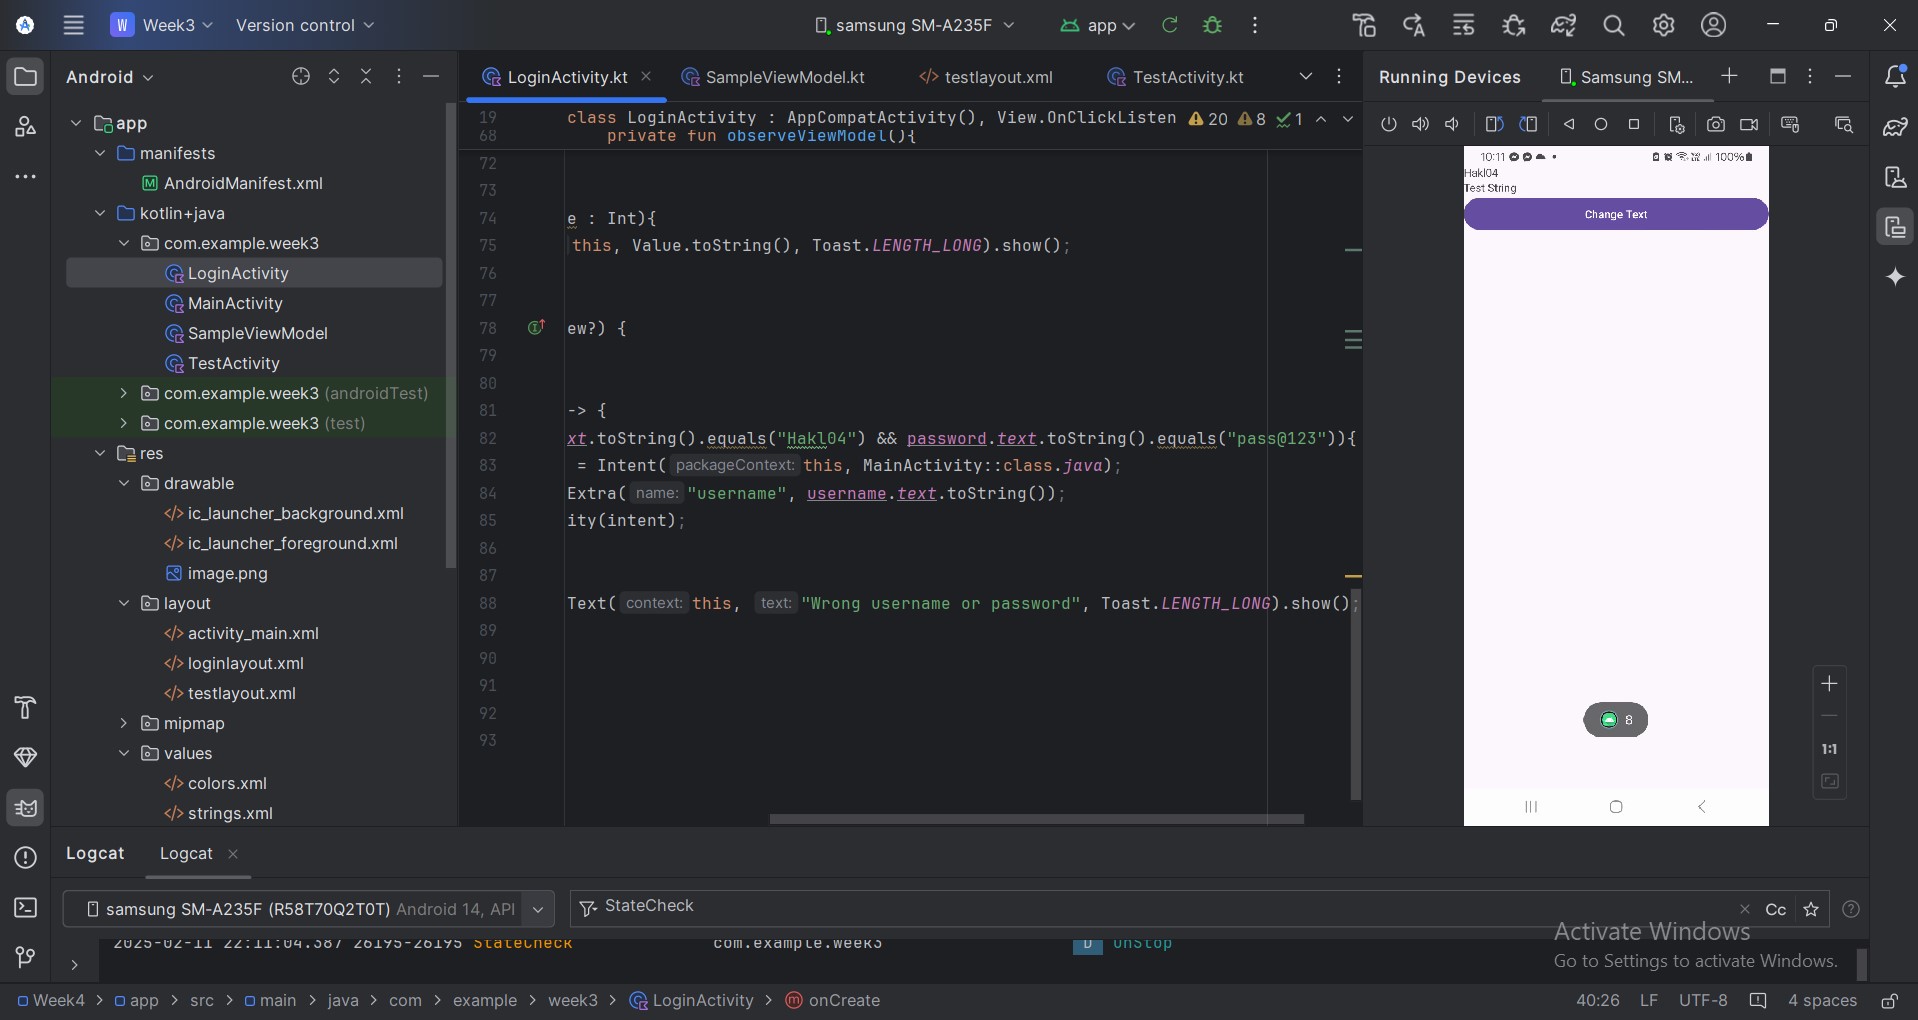 W Week3 Version control samsung SM-A235F app
Android
app
manifests
AndroidManifest.xml
kotlin+java
com.example.week3
LoginActivity
MainActivity
SampleViewModel
TestActivity
com.example.week3 (androidTest)
com.example.week3 (test)
res
drawable
ic_launcher_background.xml
ic_launcher_foreground.xml
image.png
layout
activity_main.xml
loginlayout.xml
testlayout.xml
mipmap
values
colors.xml
strings.xml
LoginActivity.kt SampleViewModel.kt testlayout.xml TestActivity.kt
19 class LoginActivity : AppCompatActivity(), View.OnClickListen 20 8 1
68 private fun observeViewModel(){
72
73
74 e : Int){
75 this, Value.toString(), Toast.LENGTH_LONG).show();
76
77
78 ew?) {
79
80
81 -> {
82 xt.toString().equals("Hakl04") && password.text.toString().equals("pass@123")){
83 = Intent( packageContext: this, MainActivity::class.java);
84 Extra( name: "username", username.text.toString());
85 ity(intent);
86
87
88 Text( context: this, text: "Wrong username or password", Toast.LENGTH_LONG).show();
89
90
91
92
93
Running Devices Samsung SM...
10:11 100%
Hakl04
Test String
Change Text
8
1:1
Logcat Logcat
samsung SM-A235F (R58T70Q2T0T) Android 14, API
StateCheck Cc
2025-02-11 22:11:04.387 26195-26195 StateCheck com.example.week3 D OnStop
Activate Windows
Go to Settings to activate Windows.
Week4 > app > src > main > java > com > example > week3 > LoginActivity > onCreate
40:26 LF UTF-8 4 spaces